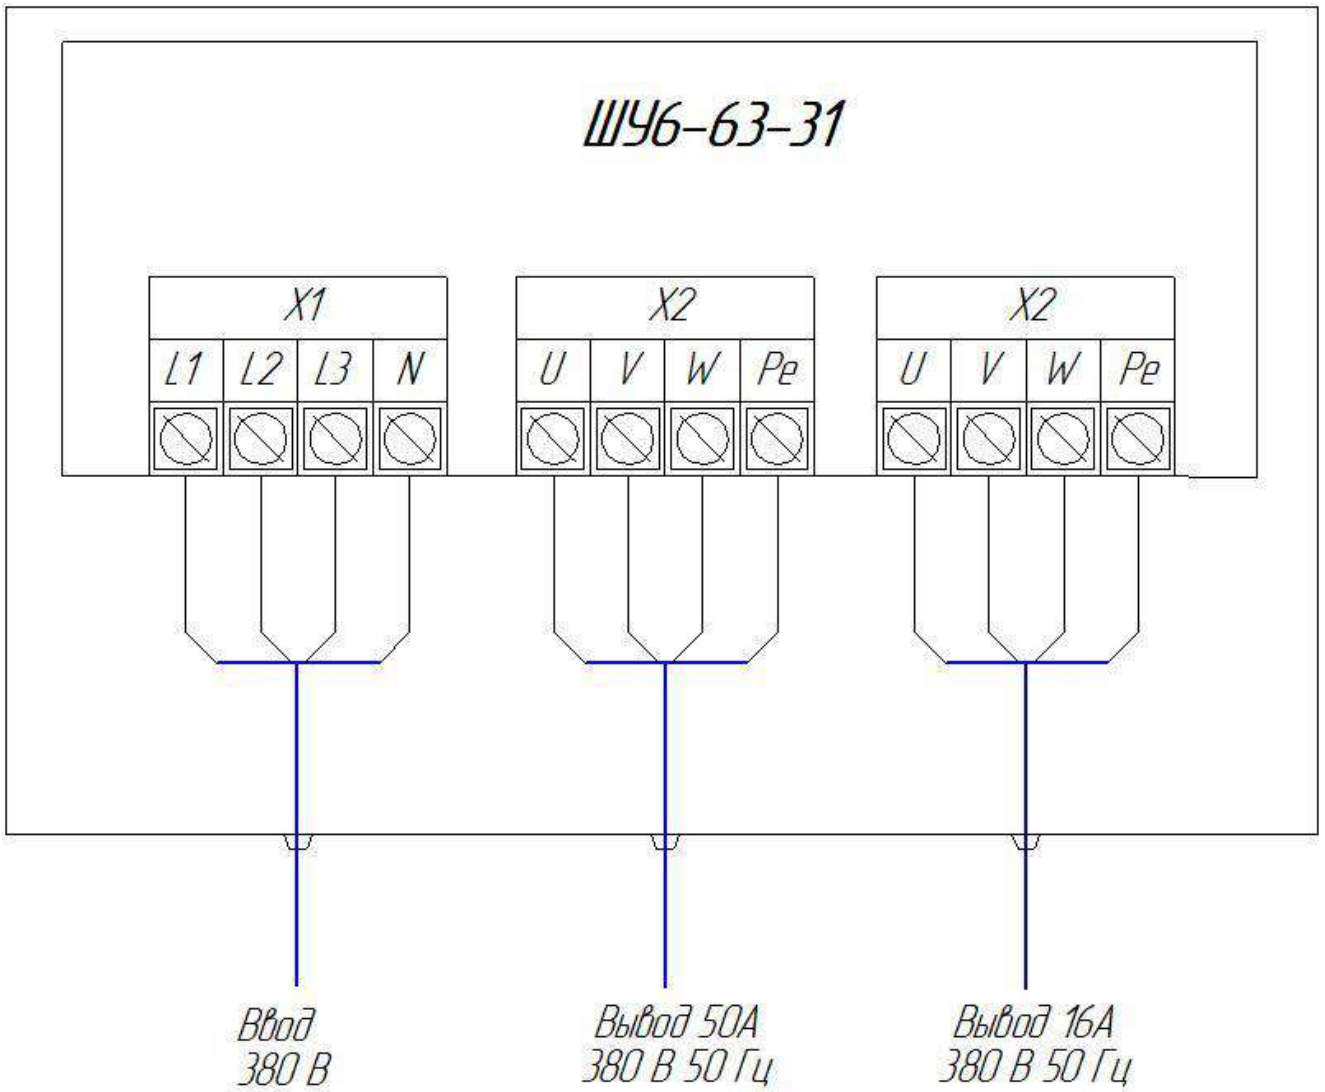 ШУ6-63-31
X1
L1 L2 L3 N
X2
U V W Pe
X2
U V W Pe
Ввод
380 В
Вывод 50А
380 В 50 Гц
Вывод 16А
380 В 50 Гц